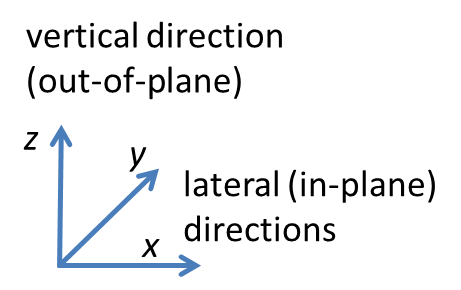 vertical direction
(out-of-plane)
z
y
lateral (in-plane)
directions
x